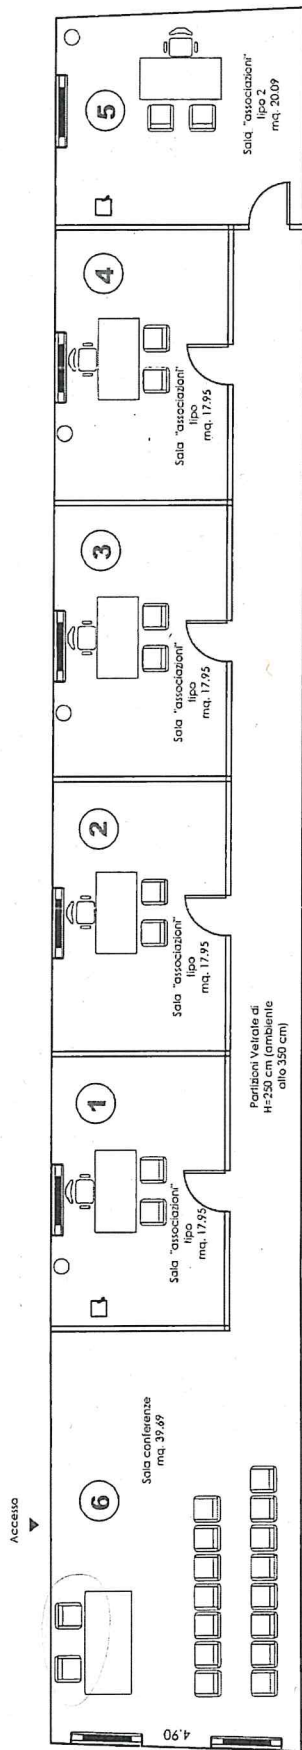 Accesso
5
Sala "associazioni"
tipo 2
mq. 20.09
4
Sala "associazioni"
tipo
mq. 17.95
3
Sala "associazioni"
tipo
mq. 17.95
2
Sala "associazioni"
tipo
mq. 17.95
1
Sala "associazioni"
tipo
mq. 17.95
Partizioni Vetrate di
H=250 cm (ambiente
alto 350 cm)
6
Sala conferenze
mq. 39.69
4.90